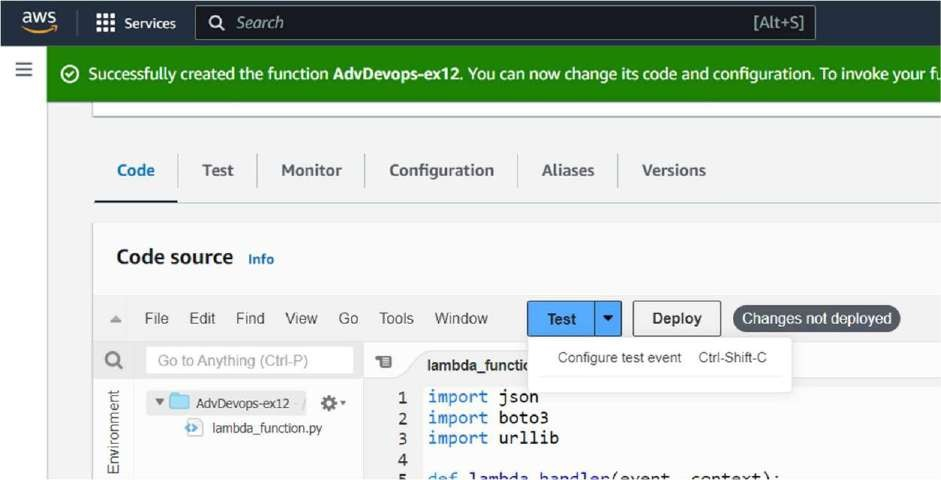 aws Services Search [Alt+S]
Successfully created the function AdvDevops-ex12. You can now change its code and configuration. To invoke your
Code Test Monitor Configuration Aliases Versions
Code source Info
File Edit Find View Go Tools Window Test Deploy Changes not deployed
Go to Anything (Ctrl-P)
Configure test event Ctrl-Shift-C
Environment
AdvDevops-ex12
lambda_function.py
1 import json
2 import boto3
3 import urllib
4
5 def lambda_handler(event, context):